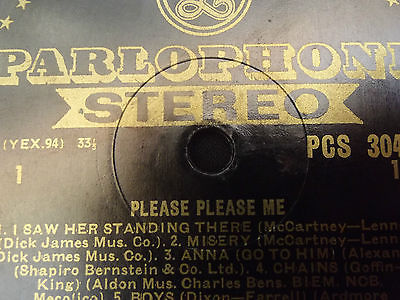 PARLOPHON
STEREO
(YEX.94) 33⅓
PCS 304
1
1
PLEASE PLEASE ME
1. I SAW HER STANDING THERE (McCartney-Lenn
(Dick James Mus. Co.). 2. MISERY (McCartney-Lenn
Dick James Mus. Co.). 3. ANNA (GO TO HIM) (Alexan
(Shapiro Bernstein & Co. Ltd.). 4. CHAINS (Goffin-
King) (Aldon Mus. Charles Bens. BIEM. NCB.
5. BOYS (Dixon-Farrell)